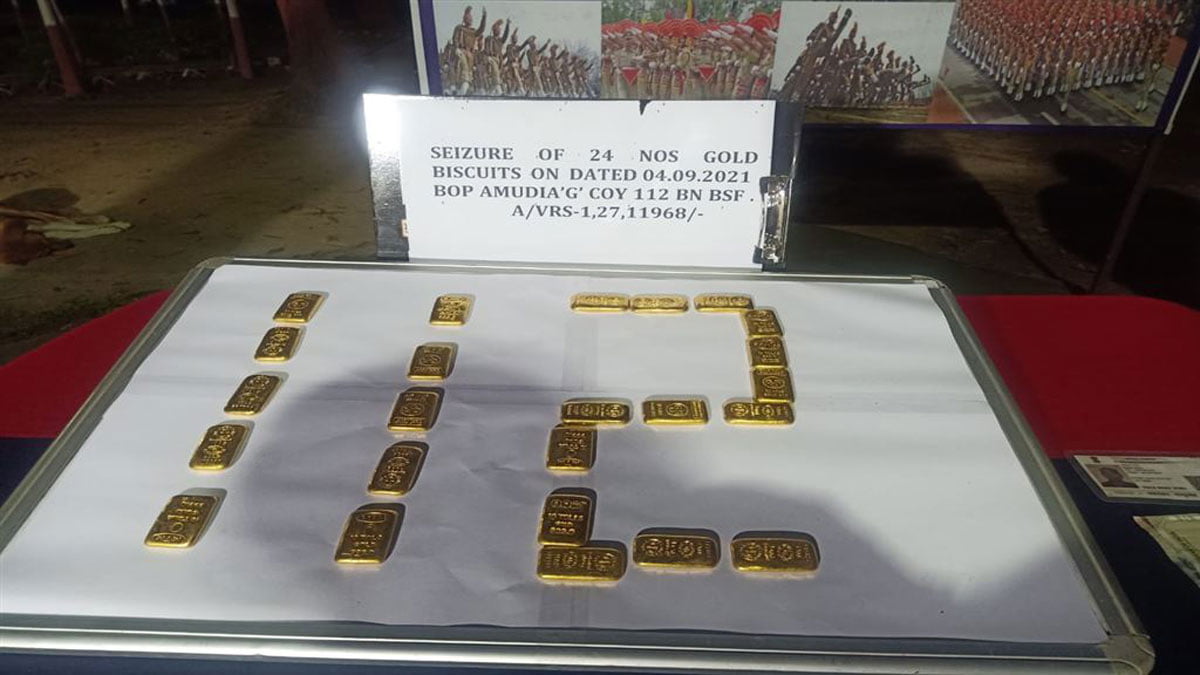 SEIZURE OF 24 NOS GOLD
BISCUITS ON DATED 04.09.2021
BOP AMUDIA'G' COY 112 BN BSF .
A/VRS-1,27,11968/-